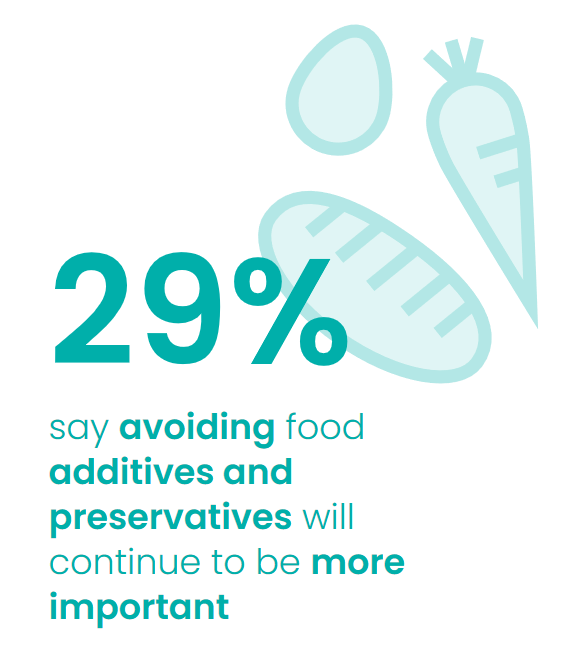 29%
say avoiding food
additives and
preservatives will
continue to be more
important